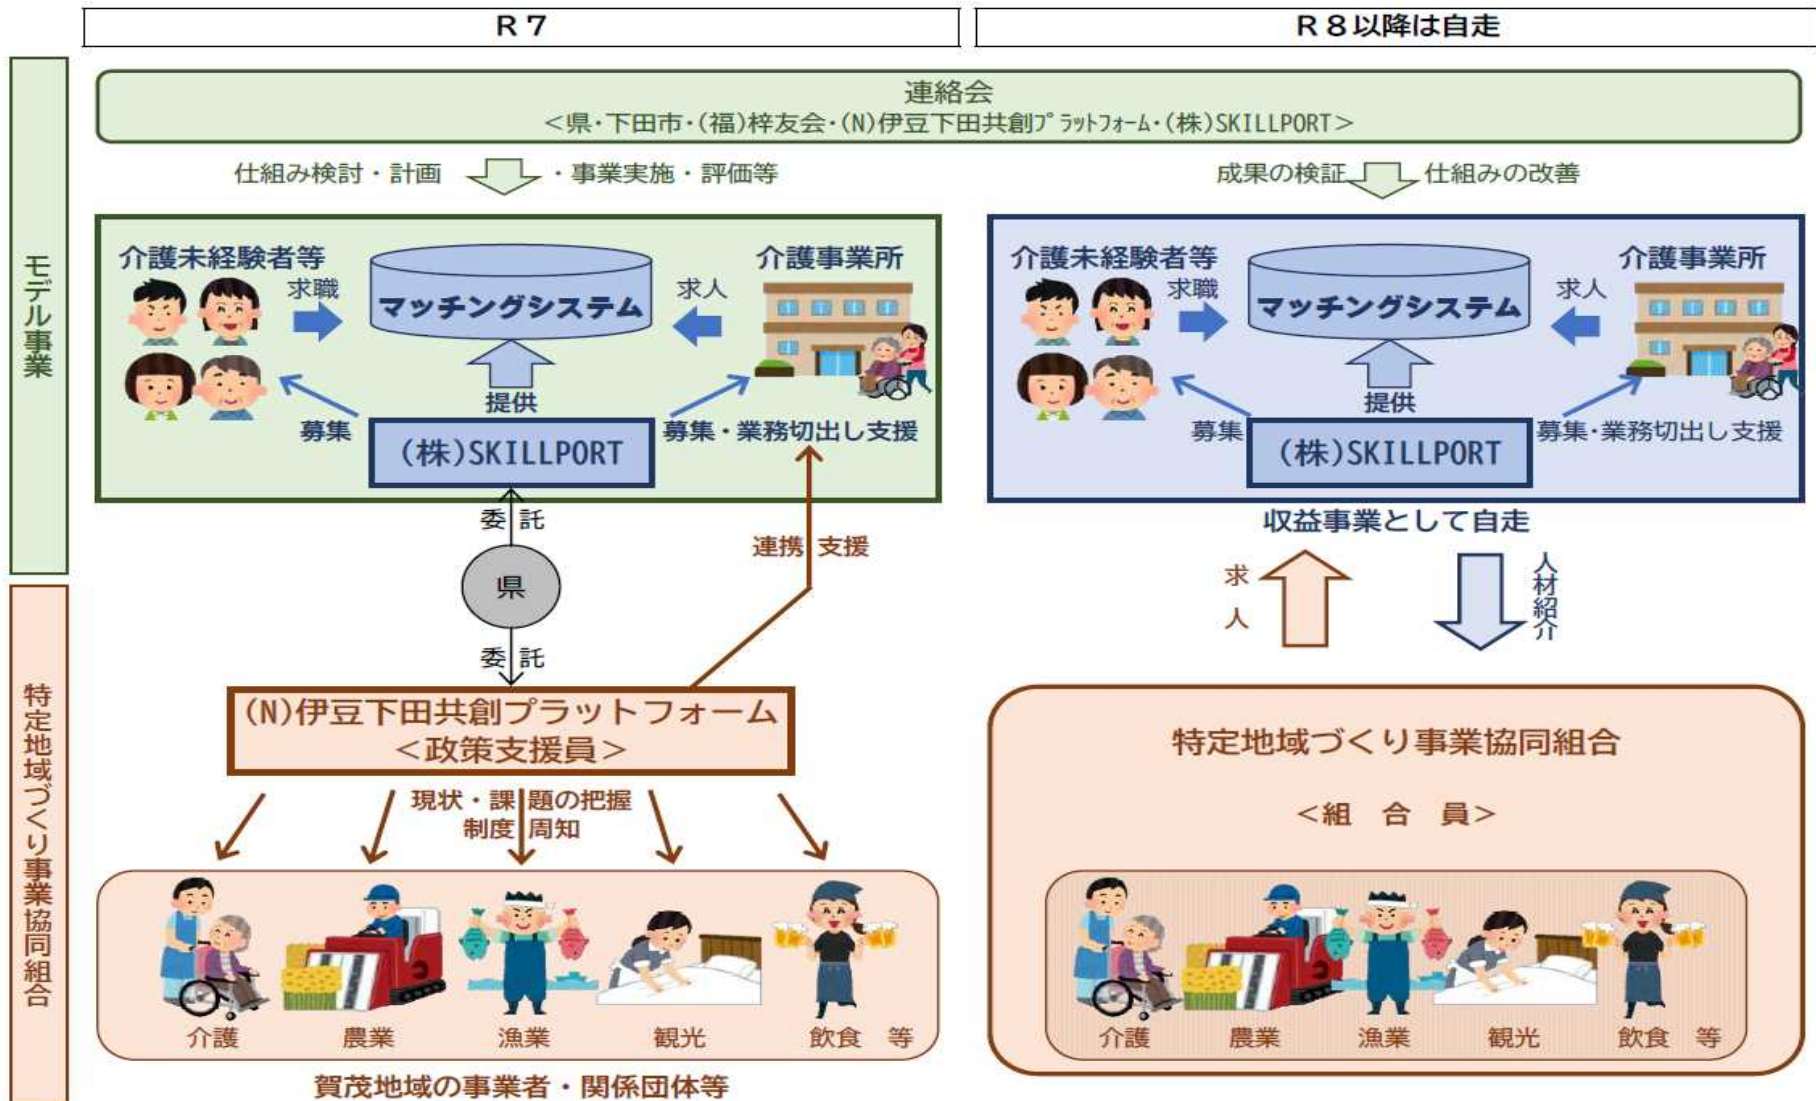 R7
R8以降は自走
モデル事業
連絡会
＜県・下田市・(福)梓友会・(N)伊豆下田共創プラットフォーム・(株)SKILLPORT＞
仕組み検討・計画　・事業実施・評価等
介護未経験者等
求職
マッチングシステム
求人
介護事業所
提供
募集
(株)SKILLPORT
募集・業務切出し支援
委託
県
委託
連携支援
成果の検証　仕組みの改善
介護未経験者等
求職
マッチングシステム
求人
介護事業所
提供
募集
(株)SKILLPORT
募集・業務切出し支援
収益事業として自走
求人
人材紹介
特定地域づくり事業協同組合
(N)伊豆下田共創プラットフォーム
＜政策支援員＞
現状・課題の把握
制度周知
介護　農業　漁業　観光　飲食　等
賀茂地域の事業者・関係団体等
特定地域づくり事業協同組合
＜組　合　員＞
介護　農業　漁業　観光　飲食　等